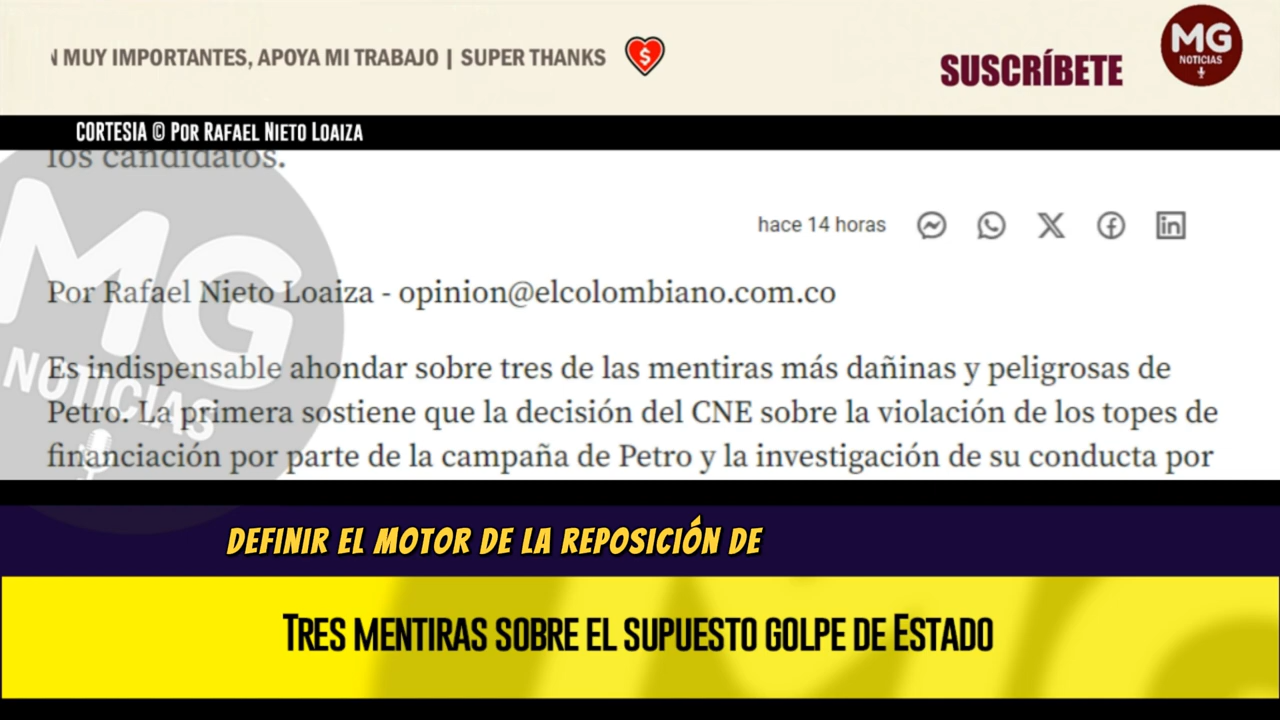 MUY IMPORTANTES, APOYA MI TRABAJO | SUPER THANKS
SUSCRÍBETE
MG
NOTICIAS
CORTESIA © POR RAFAEL NIETO LOAIZA
los candidatos.
hace 14 horas
Por Rafael Nieto Loaiza - opinion@elcolombiano.com.co
MG
NOTICIAS
Es indispensable ahondar sobre tres de las mentiras más dañinas y peligrosas de
Petro. La primera sostiene que la decisión del CNE sobre la violación de los topes de
financiación por parte de la campaña de Petro y la investigación de su conducta por
DEFINIR EL MOTOR DE LA REPOSICIÓN DE
TRES MENTIRAS SOBRE EL SUPUESTO GOLPE DE ESTADO